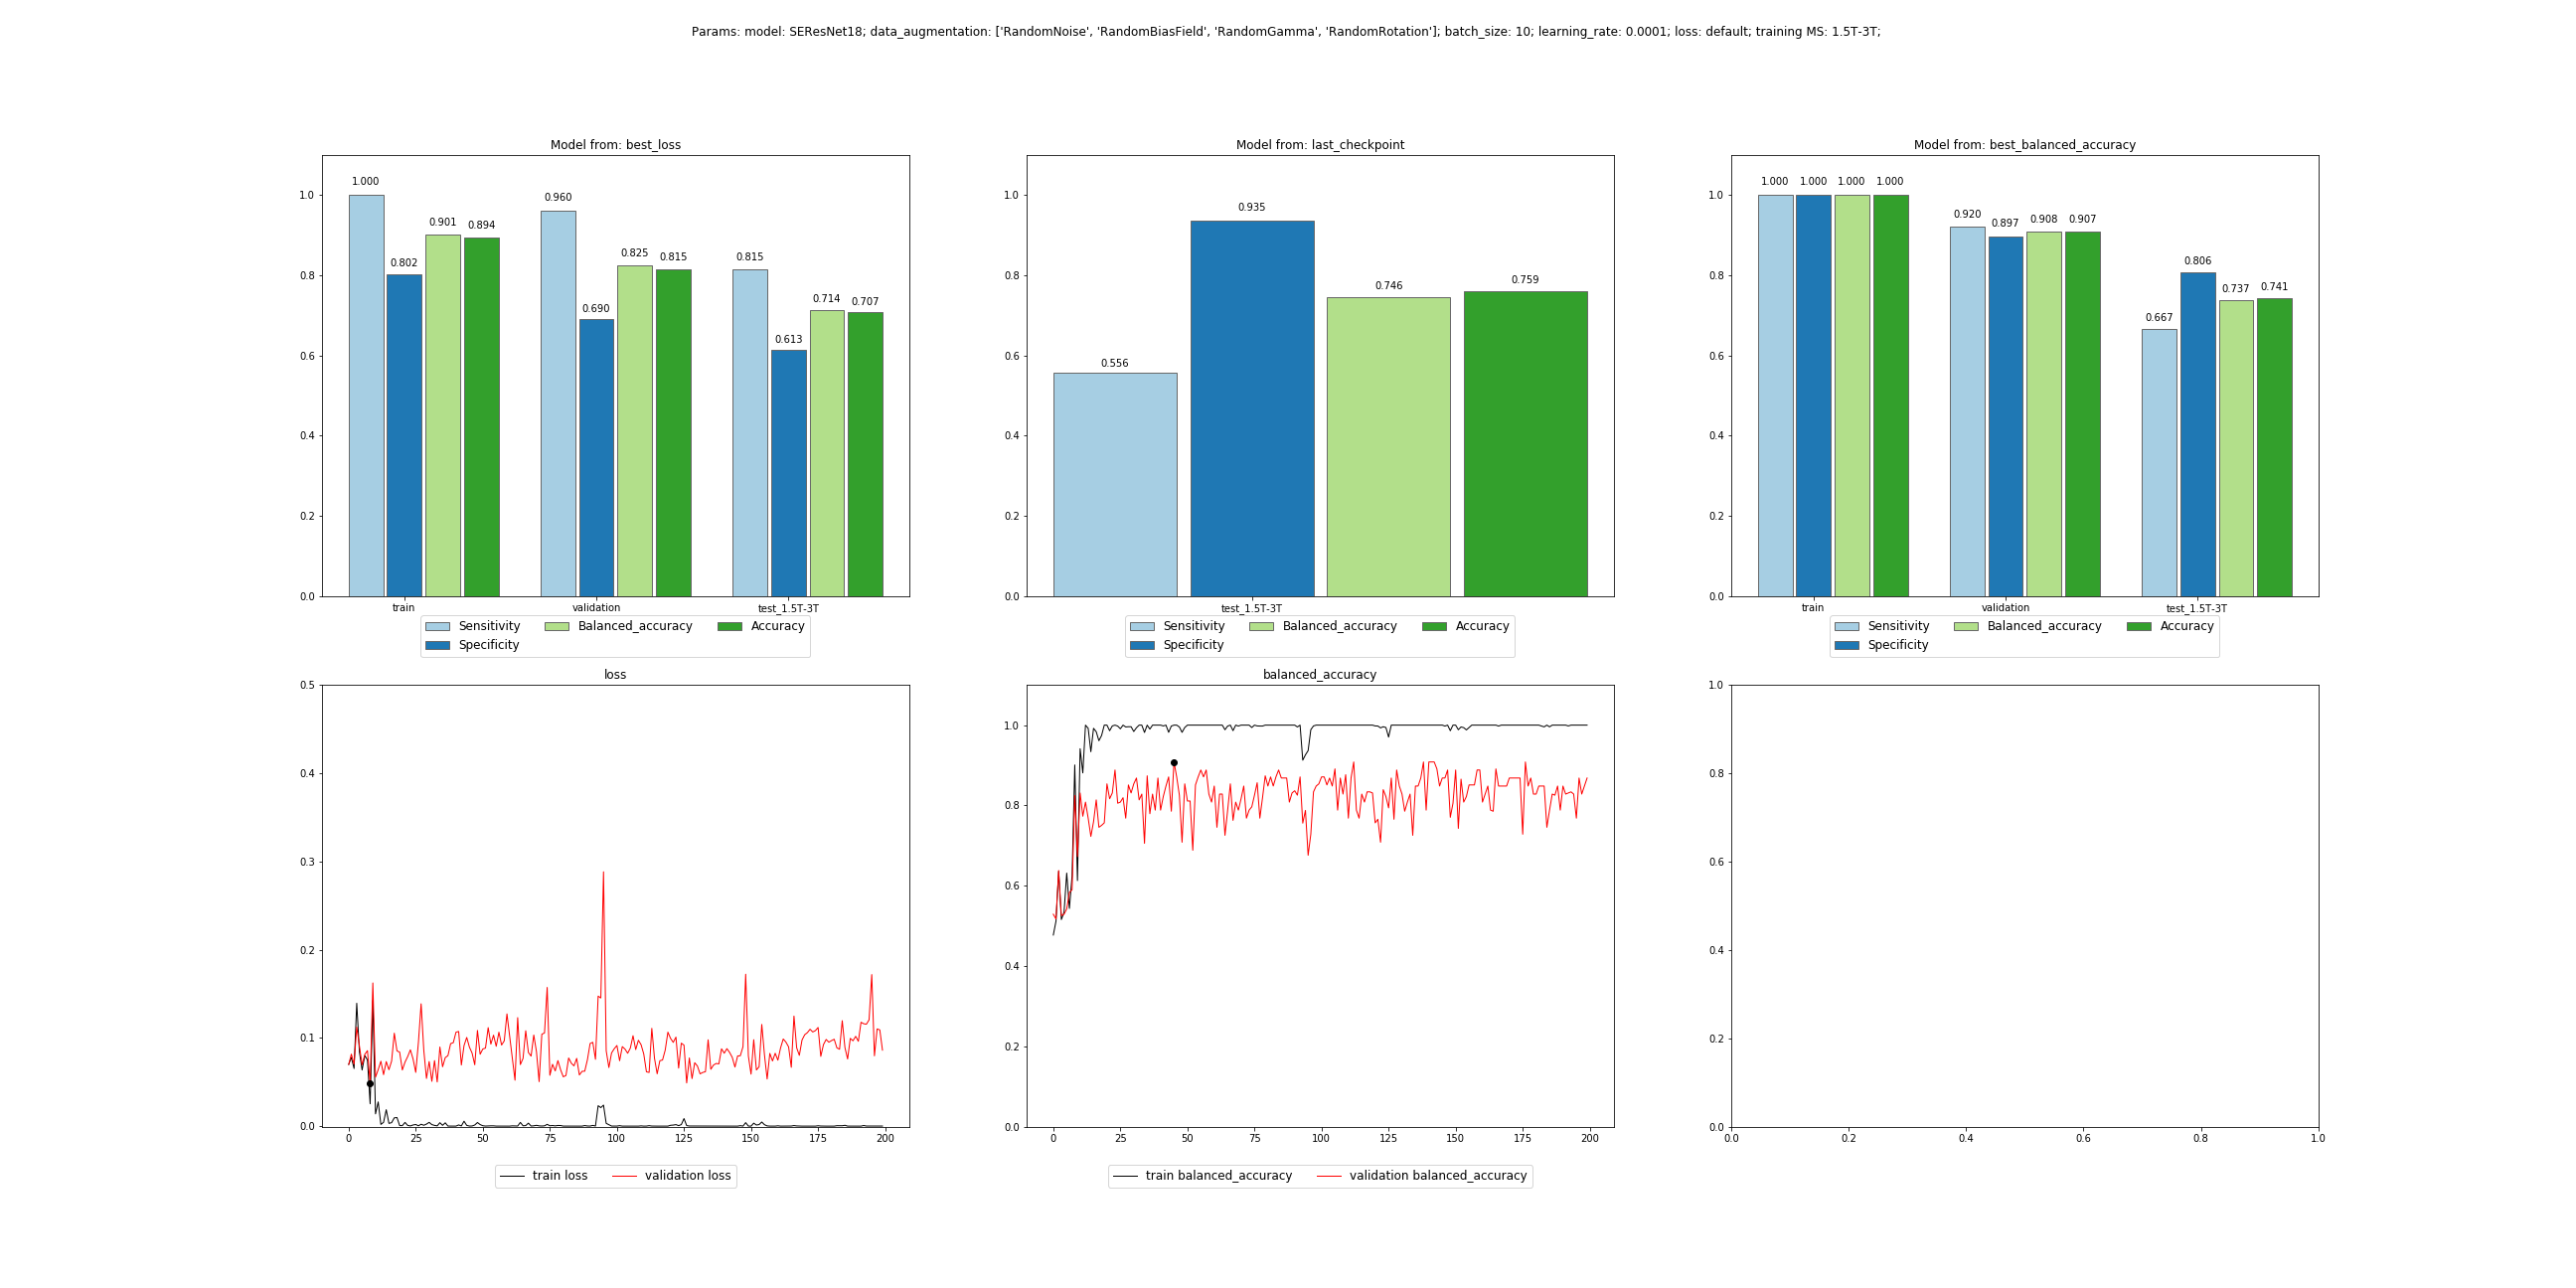 Params: model: SEResNet18; data_augmentation: ['RandomNoise', 'RandomBiasField', 'RandomGamma', 'RandomRotation']; batch_size: 10; learning_rate: 0.0001; loss: default; training MS: 1.5T-3T;
Model from: best_loss
1.0
0.8
0.6
0.4
0.2
0.0
1.000
0.802
0.901
0.894
0.960
0.690
0.825
0.815
0.815
0.613
0.714
0.707
train
validation
test_1.5T-3T
Sensitivity
Balanced_accuracy
Accuracy
Specificity
Model from: last_checkpoint
1.0
0.8
0.6
0.4
0.2
0.0
0.556
0.935
0.746
0.759
test_1.5T-3T
Sensitivity
Balanced_accuracy
Accuracy
Specificity
Model from: best_balanced_accuracy
1.0
0.8
0.6
0.4
0.2
0.0
1.000
1.000
1.000
1.000
0.920
0.897
0.908
0.907
0.667
0.806
0.737
0.741
train
validation
test_1.5T-3T
Sensitivity
Balanced_accuracy
Accuracy
Specificity
loss
0.5
0.4
0.3
0.2
0.1
0.0
0 25 50 75 100 125 150 175 200
train loss
validation loss
balanced_accuracy
1.0
0.8
0.6
0.4
0.2
0.0
0 25 50 75 100 125 150 175 200
train balanced_accuracy
validation balanced_accuracy
1.0
0.8
0.6
0.4
0.2
0.0
0.0 0.2 0.4 0.6 0.8 1.0